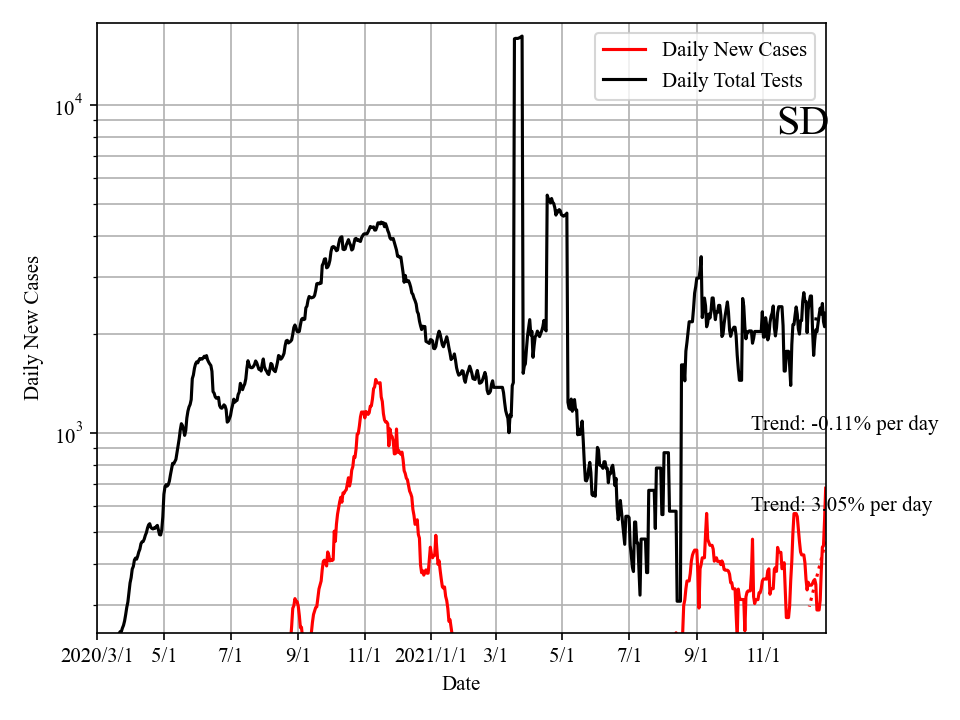 Daily New Cases
Daily Total Tests
SD
10^4
10^3
Daily New Cases
Trend: -0.11% per day
Trend: 3.05% per day
2020/3/1 5/1 7/1 9/1 11/1 2021/1/1 3/1 5/1 7/1 9/1 11/1
Date